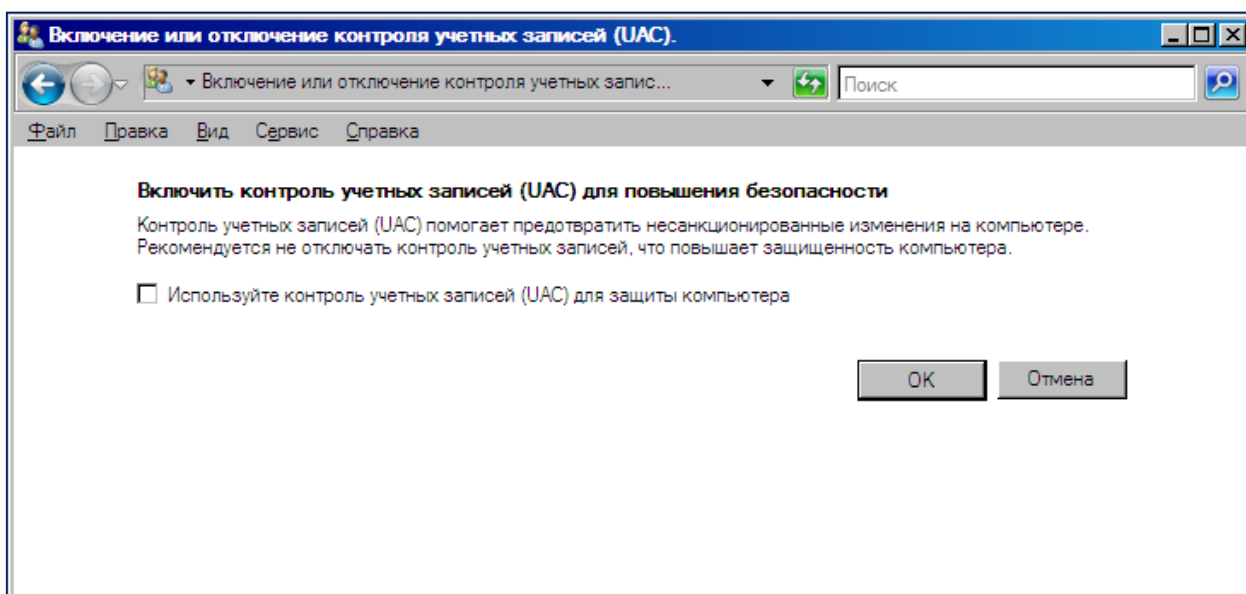 Включение или отключение контроля учетных записей (UAC).
Включение или отключение контроля учетных запис...
Поиск
Файл Правка Вид Сервис Справка
Включить контроль учетных записей (UAC) для повышения безопасности
Контроль учетных записей (UAC) помогает предотвратить несанкционированные изменения на компьютере.
Рекомендуется не отключать контроль учетных записей, что повышает защищенность компьютера.
Используйте контроль учетных записей (UAC) для защиты компьютера
OK Отмена